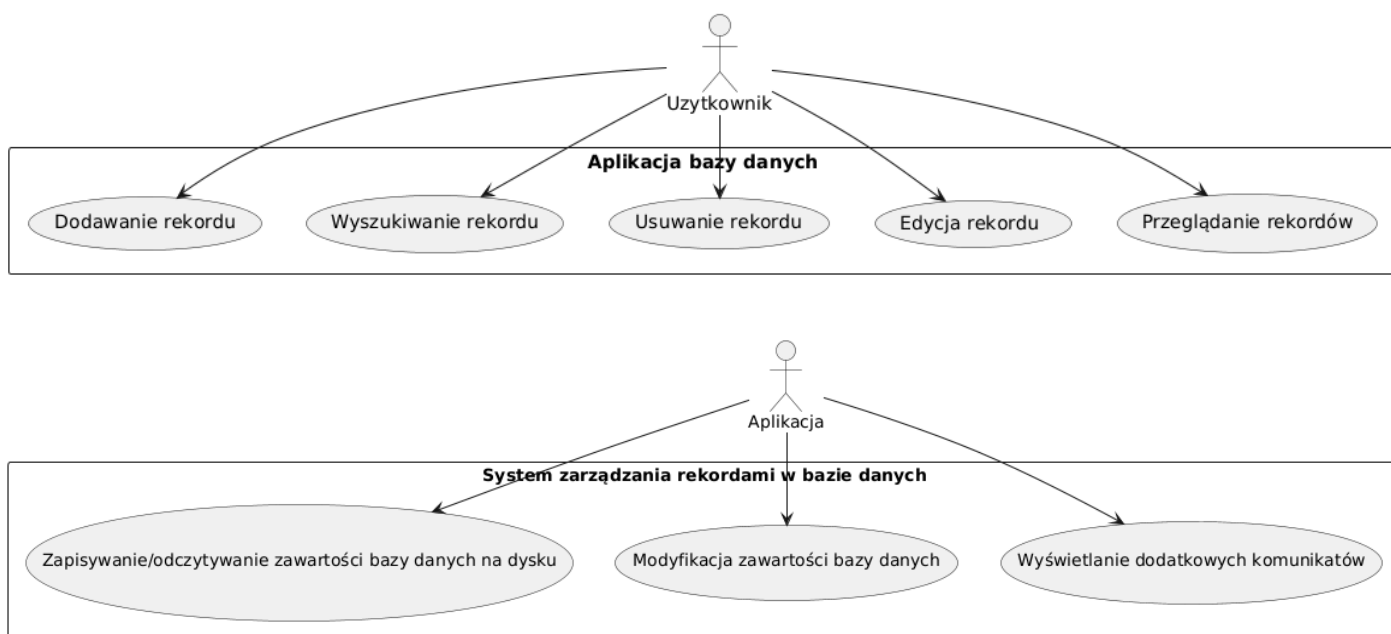 Uzytkownik
Aplikacja bazy danych
Dodawanie rekordu
Wyszukiwanie rekordu
Usuwanie rekordu
Edycja rekordu
Przeglądanie rekordów
Aplikacja
System zarządzania rekordami w bazie danych
Zapisywanie/odczytywanie zawartości bazy danych na dysku
Modyfikacja zawartości bazy danych
Wyświetlanie dodatkowych komunikatów